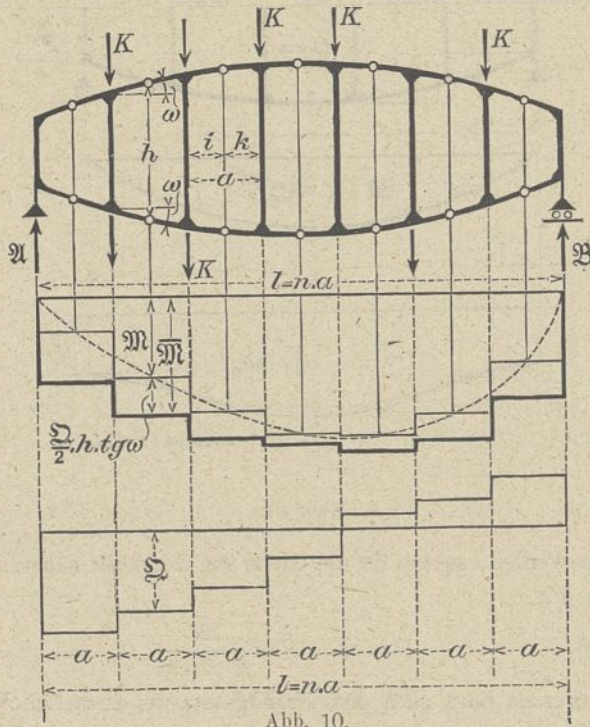 K K K K
ω
h i k
ω a
𝔄 K 𝔅
l=n.a
𝔐 𝔐̅
𝔔/2.h.tgω
𝔔
a a a a a a a
l=n.a
Abb. 10.